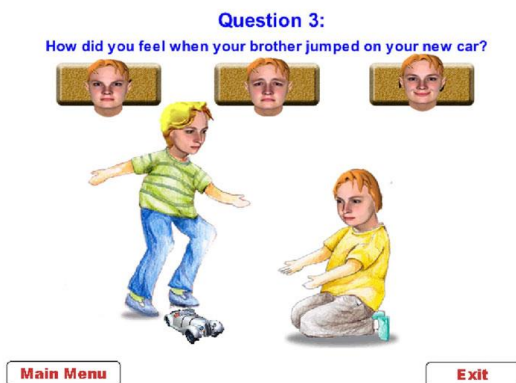 Question 3:
How did you feel when your brother jumped on your new car?
Main Menu
Exit